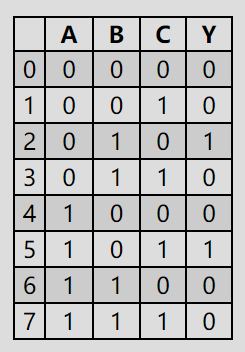 A B C Y
0 0 0 0 0
1 0 0 1 0
2 0 1 0 1
3 0 1 1 0
4 1 0 0 0
5 1 0 1 1
6 1 1 0 0
7 1 1 1 0